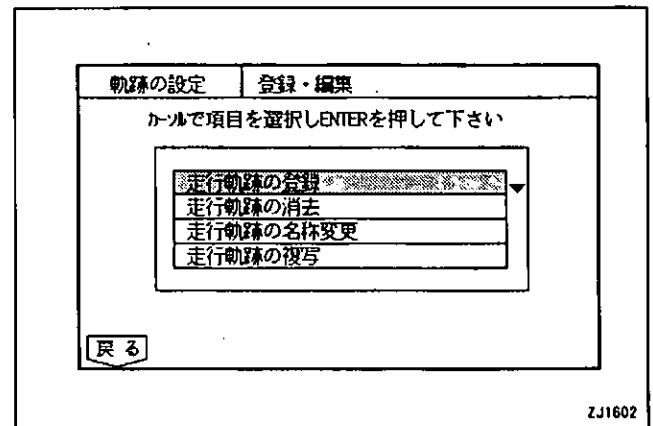 軌跡の設定 登録・編集
カーソルで項目を選択しENTERを押して下さい
走行軌跡の登録
走行軌跡の消去
走行軌跡の名称変更
走行軌跡の複写
戻る
ZJ1602